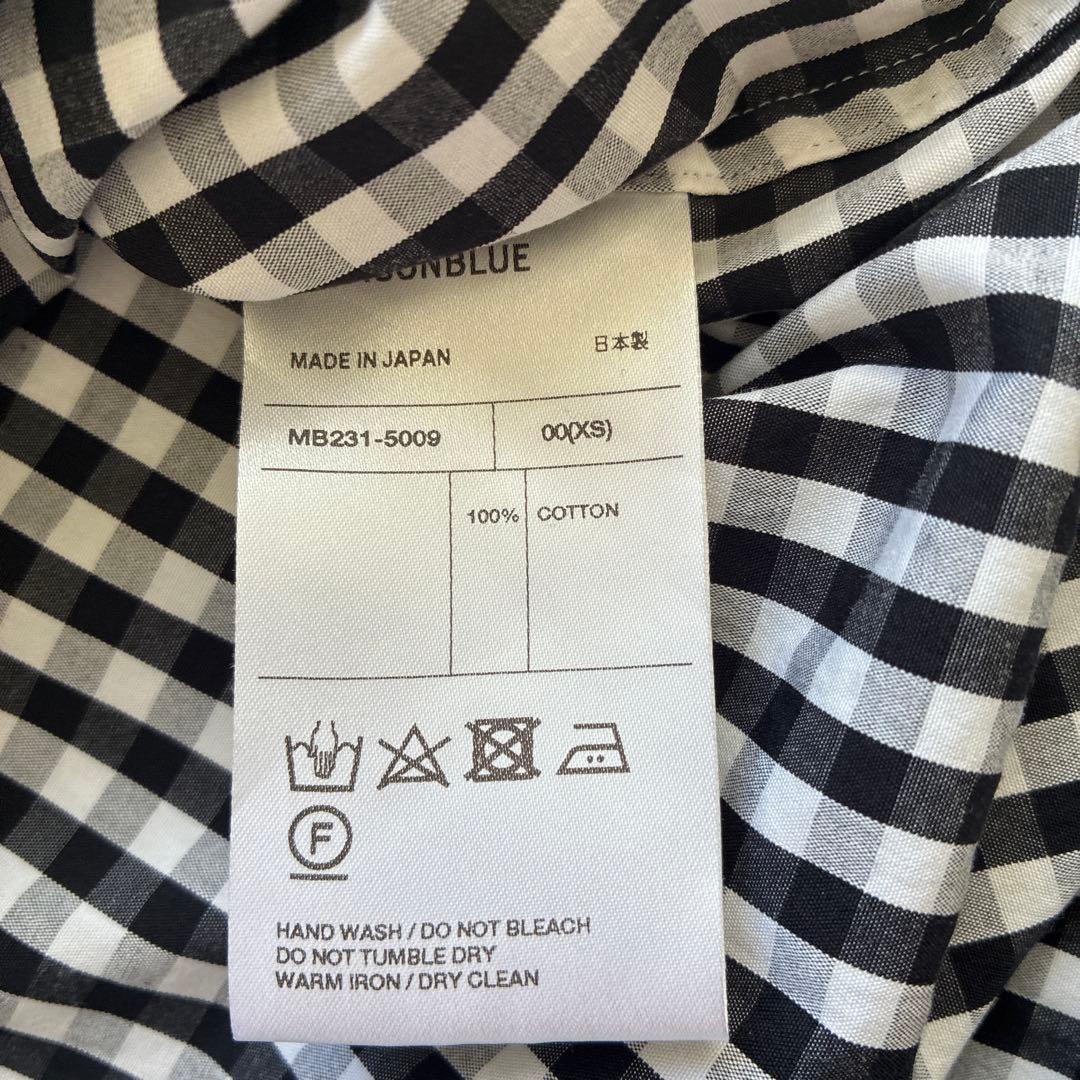 MADE IN JAPAN 日本製
MB231-5009 00(XS)
100% COTTON
F
HAND WASH / DO NOT BLEACH
DO NOT TUMBLE DRY
WARM IRON / DRY CLEAN